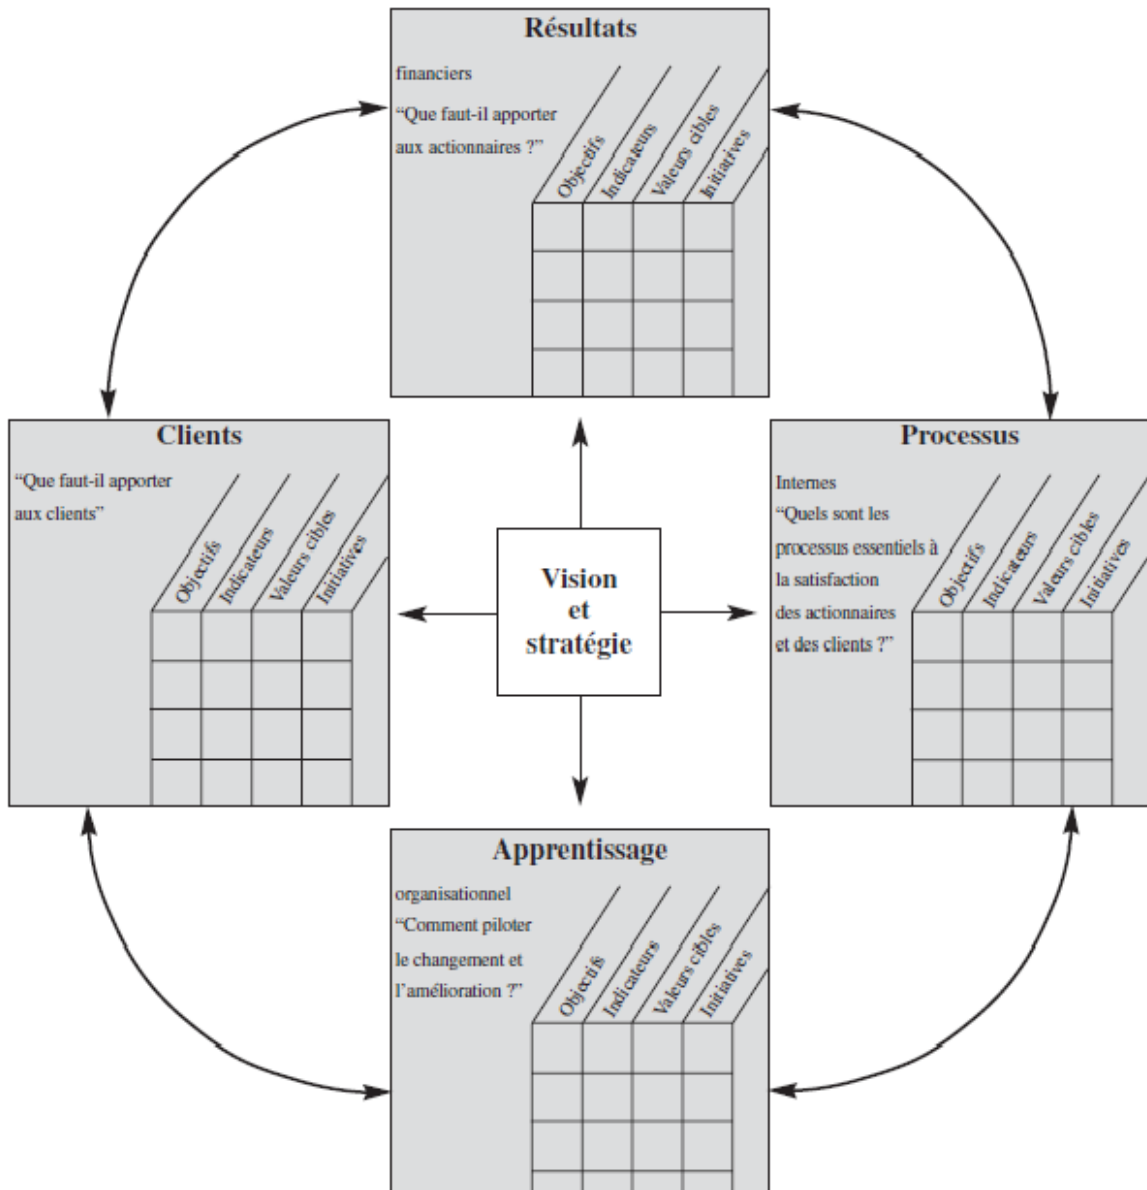 Résultats
financiers
“Que faut-il apporter
aux actionnaires ?”
Objectifs
Indicateurs
Valeurs cibles
Initiatives
Clients
“Que faut-il apporter
aux clients”
Objectifs
Indicateurs
Valeurs cibles
Initiatives
Vision
et
stratégie
Processus
Internes
“Quels sont les
processus essentiels à
la satisfaction
des actionnaires
et des clients ?”
Objectifs
Indicateurs
Valeurs cibles
Initiatives
Apprentissage
organisationnel
“Comment piloter
le changement et
l’amélioration ?”
Objectifs
Indicateurs
Valeurs cibles
Initiatives